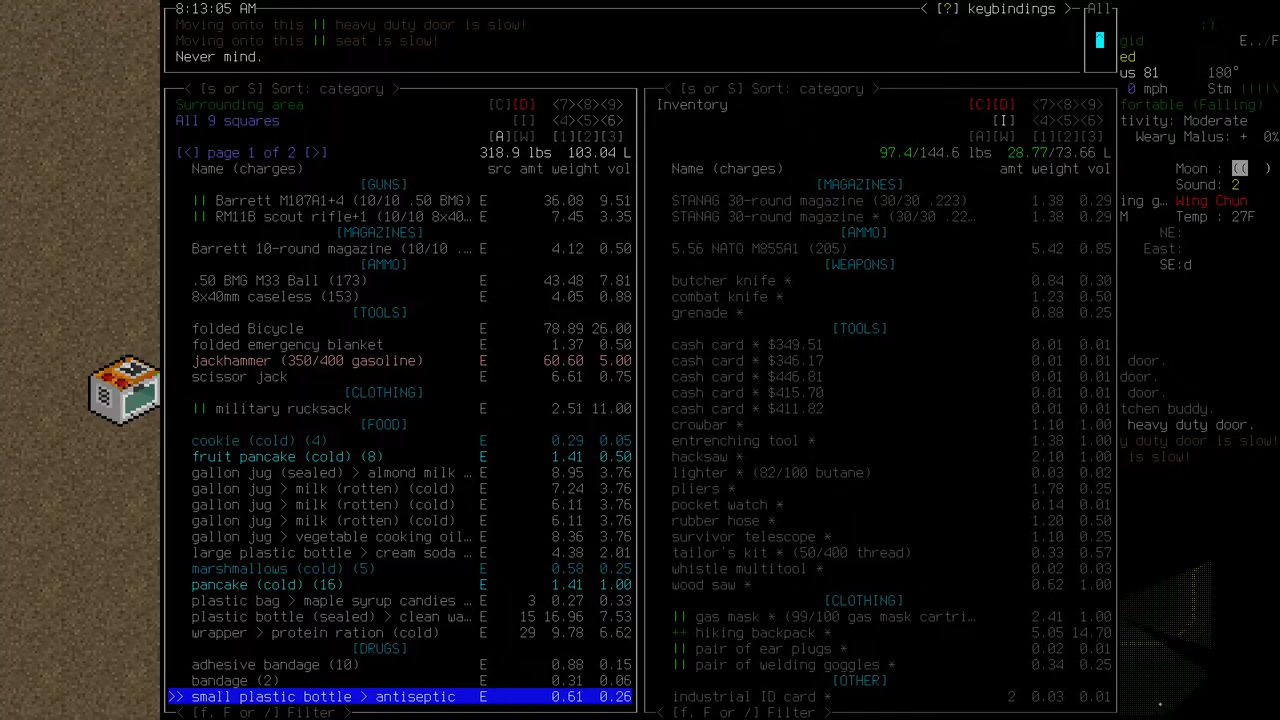 8:13:05 AM
< [?] keybindings >
All
Moving onto this || heavy duty door is slow!
Moving onto this || seat is slow!
Never mind.
< [s or S] Sort: category >
Surrounding area [C][D] <7><8><9>
All 9 squares [I] <4><5><6>
[A][W] [1][2][3]
[<] page 1 of 2 [>] 318.9 lbs 103.04 L
Name (charges) src amt weight vol
[GUNS]
|| Barrett M107A1+4 (10/10 .50 BMG) E 36.08 9.51
|| RM11B scout rifle+1 (10/10 8x40... E 7.45 3.35
[MAGAZINES]
Barrett 10-round magazine (10/10 ... E 4.12 0.50
[AMMO]
.50 BMG M33 Ball (173) E 43.48 7.81
8x40mm caseless (153) E 4.05 0.88
[TOOLS]
folded Bicycle E 78.89 26.00
folded emergency blanket E 1.37 0.50
jackhammer (350/400 gasoline) E 60.60 5.00
scissor jack E 6.61 0.75
[CLOTHING]
|| military rucksack E 2.51 11.00
[FOOD]
cookie (cold) (4) E 0.29 0.05
fruit pancake (cold) (8) E 1.41 0.50
gallon jug (sealed) > almond milk ... E 8.95 3.76
gallon jug > milk (rotten) (cold) E 7.24 3.76
gallon jug > milk (rotten) (cold) E 6.11 3.76
gallon jug > milk (rotten) (cold) E 6.11 3.76
gallon jug > vegetable cooking oil... E 8.36 3.76
large plastic bottle > cream soda ... E 4.38 2.01
marshmallows (cold) (5) E 0.58 0.25
pancake (cold) (16) E 1.41 1.00
plastic bag > maple syrup candies ... E 3 0.27 0.33
plastic bottle (sealed) > clean wa... E 15 16.96 7.53
wrapper > protein ration (cold) E 29 9.78 6.62
[DRUGS]
adhesive bandage (10) E 0.88 0.15
bandage (2) E 0.31 0.06
>> small plastic bottle > antiseptic E 0.61 0.26
< [f, F or /] Filter >
< [s or S] Sort: category >
Inventory [C][D] <7><8><9>
[I] <4><5><6>
[A][W] [1][2][3]
97.4/144.6 lbs 28.77/73.66 L
Name (charges) amt weight vol
[MAGAZINES]
STANAG 30-round magazine (30/30 .223) 1.38 0.29
STANAG 30-round magazine * (30/30 .22... 1.38 0.29
[AMMO]
5.56 NATO M855A1 (205) 5.42 0.85
[WEAPONS]
butcher knife * 0.84 0.30
combat knife * 1.23 0.50
grenade * 0.88 0.25
[TOOLS]
cash card * $349.51 0.01 0.01
cash card * $346.17 0.01 0.01
cash card * $446.81 0.01 0.01
cash card * $415.70 0.01 0.01
cash card * $411.82 0.01 0.01
crowbar * 1.10 1.00
entrenching tool * 1.38 1.00
hacksaw * 2.10 1.00
lighter * (82/100 butane) 0.03 0.02
pliers * 1.78 0.25
pocket watch * 0.14 0.01
rubber hose * 1.20 0.50
survivor telescope * 1.10 0.25
tailor's kit * (50/400 thread) 0.33 0.57
whistle multitool * 0.02 0.03
wood saw * 0.62 1.00
[CLOTHING]
|| gas mask * (99/100 gas mask cartri... 2.41 1.00
++ hiking backpack * 5.05 14.70
|| pair of ear plugs * 0.02 0.01
|| pair of welding goggles * 0.34 0.25
[OTHER]
industrial ID card * 2 0.03 0.01
< [f, F or /] Filter >
:)
gid E../F
ed
us 81 180°
0 mph Stm
fortable (Falling)
tivity: Moderate
Weary Malus: + 0%
Moon : (( )
Sound: 2
ing g... Wing Chun
M Temp : 27F
NE:
East:
SE:d
door.
door.
door.
tchen buddy.
heavy duty door.
y duty door is slow!
is slow!